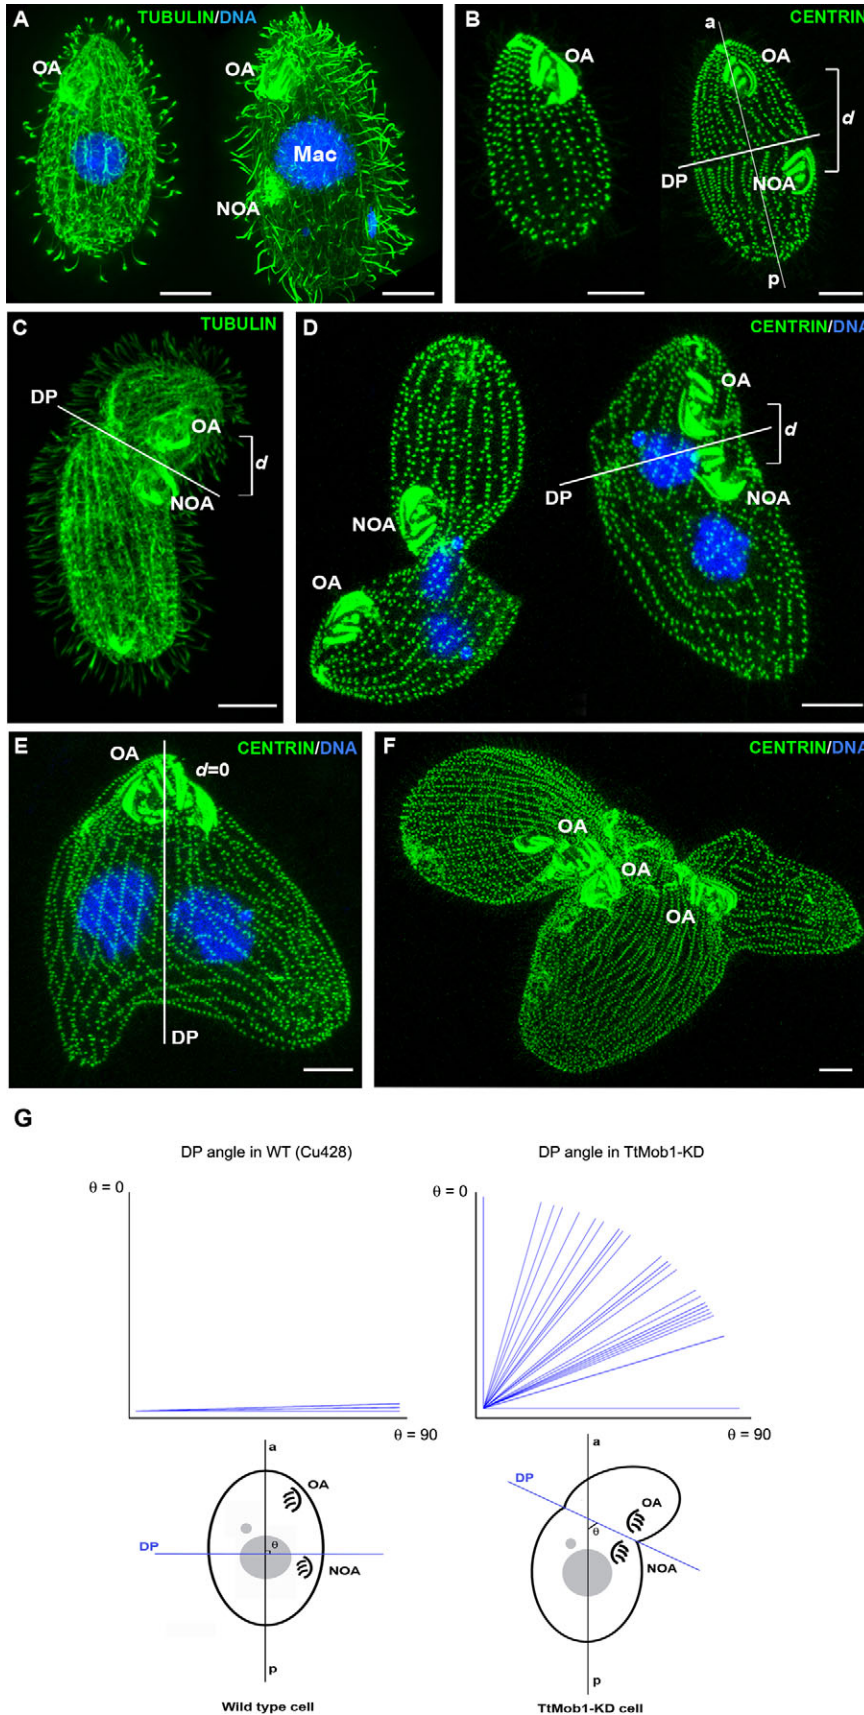 A
TUBULIN/DNA
OA
OA
Mac
NOA
B
CENTRIN
a
OA
OA
d
DP
NOA
p
C
TUBULIN
DP
OA
d
NOA
D
CENTRIN/DNA
OA
d
NOA
DP
NOA
OA
E
OA
CENTRIN/DNA
d=0
DP
F
CENTRIN/DNA
OA
OA
OA
G
DP angle in WT (Cu428)
DP angle in TtMob1-KD
θ = 0
θ = 0
θ = 90
θ = 90
a
OA
DP
θ
NOA
p
Wild type cell
a
DP
OA
θ
NOA
p
TtMob1-KD cell